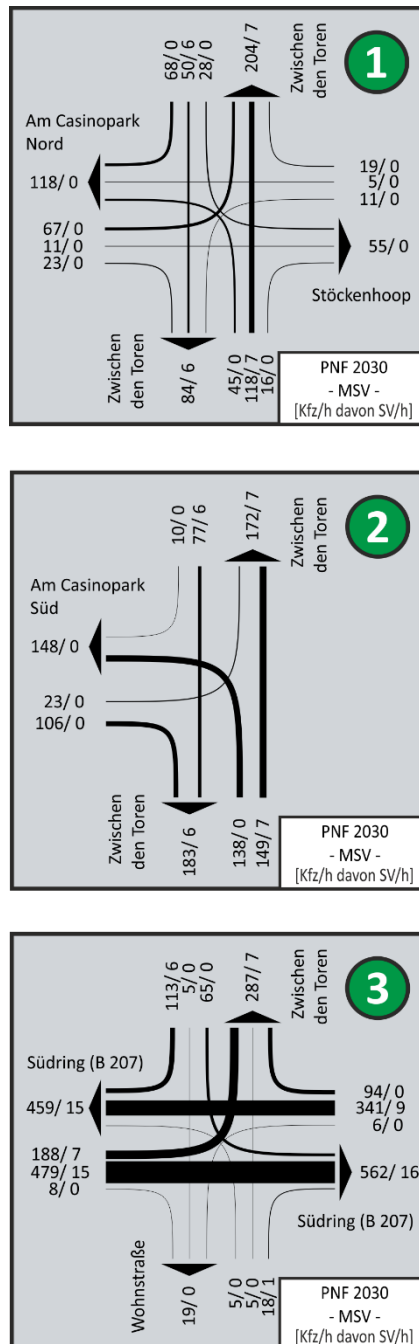 1
68/0
50/6
28/0
204/7
Zwischen
den Toren
Am Casinopark
Nord
118/0
67/0
11/0
23/0
19/0
5/0
11/0
55/0
Stöckenhoop
Zwischen
den Toren
84/6
45/0
118/7
16/0
PNF 2030
- MSV -
[Kfz/h davon SV/h]
2
10/0
77/6
172/7
Zwischen
den Toren
Am Casinopark
Süd
148/0
23/0
106/0
Zwischen
den Toren
183/6
138/0
149/7
PNF 2030
- MSV -
[Kfz/h davon SV/h]
3
113/6
5/0
65/0
287/7
Zwischen
den Toren
Südring (B 207)
459/15
188/7
479/15
8/0
94/0
341/9
6/0
562/16
Südring (B 207)
Wohnstraße
19/0
5/0
5/0
18/1
PNF 2030
- MSV -
[Kfz/h davon SV/h]